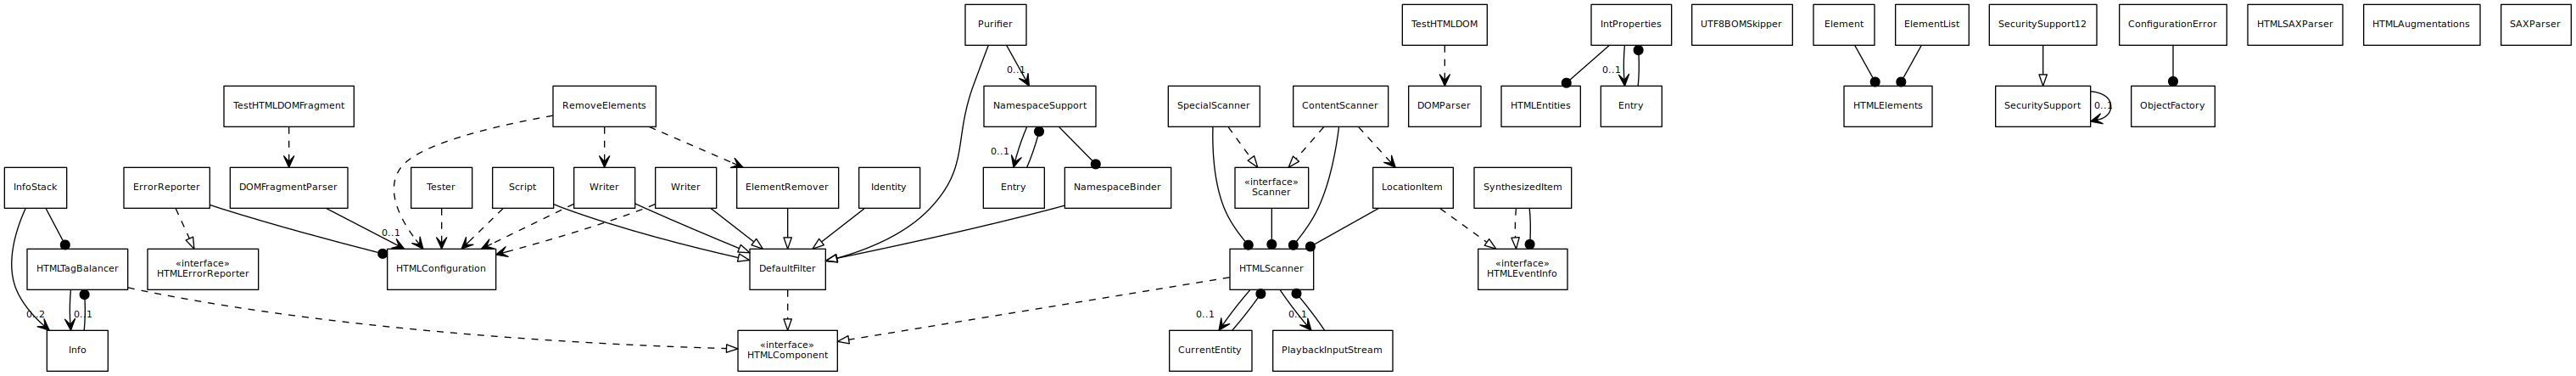 Purifier
TestHTMLDOM
IntProperties
UTF8BOMSkipper
Element
ElementList
SecuritySupport12
ConfigurationError
HTMLSAXParser
HTMLAugmentations
SAXParser
0..1
0..1
TestHTMLDOMFragment
RemoveElements
NamespaceSupport
SpecialScanner
ContentScanner
DOMParser
HTMLEntities
Entry
HTMLElements
SecuritySupport
0..1
ObjectFactory
0..1
InfoStack
ErrorReporter
DOMFragmentParser
Tester
Script
Writer
Writer
ElementRemover
Identity
Entry
NamespaceBinder
«interface»
Scanner
LocationItem
SynthesizedItem
0..1
HTMLTagBalancer
«interface»
HTMLErrorReporter
HTMLConfiguration
DefaultFilter
HTMLScanner
«interface»
HTMLEventInfo
0..2
0..1
0..1
0..1
Info
«interface»
HTMLComponent
CurrentEntity
PlaybackInputStream